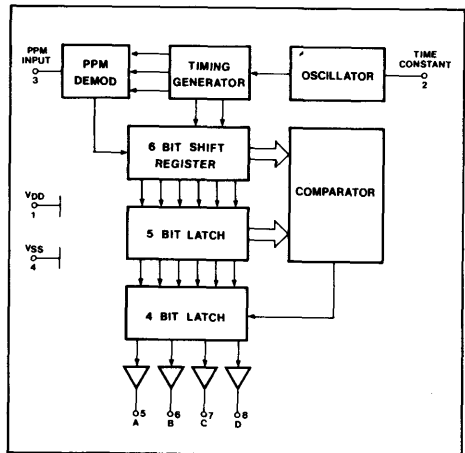 PPM
INPUT
3
PPM
DEMOD
TIMING
GENERATOR
OSCILLATOR
TIME
CONSTANT
2
6 BIT SHIFT
REGISTER
COMPARATOR
VDD
1
5 BIT LATCH
VSS
4
4 BIT LATCH
5
A
6
B
7
C
8
D